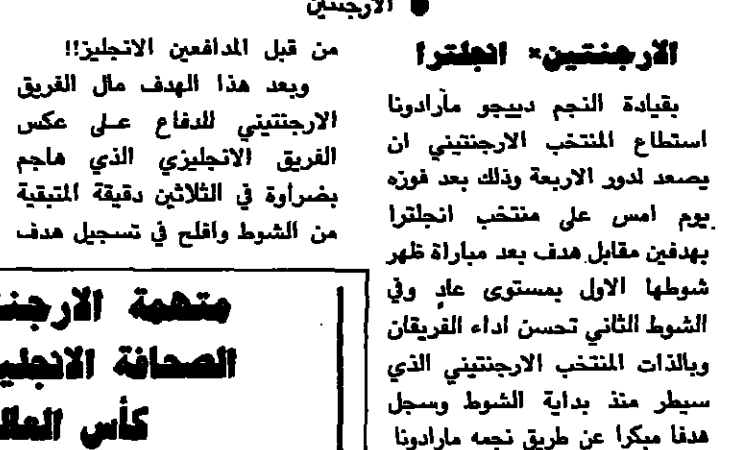 الارجنتين
الارجنتين× انجلترا
بقيادة النجم دييجو مارادونا
استطاع المنتخب الارجنتيني ان
يصعد لدور الاربعة وذلك بعد فوزه
يوم امس على منتخب انجلترا
بهدفين مقابل هدف بعد مباراة ظهر
شوطها الاول بمستوى عادٍ وفي
الشوط الثاني تحسن اداء الفريقان
وبالذات المنتخب الارجنتيني الذي
سيطر منذ بداية الشوط وسجل
هدفا مبكرا عن طريق نجمه مارادونا
من قبل المدافعين الانجليز!!
وبعد هذا الهدف مال الفريق
الارجنتيني للدفاع على عكس
الفريق الانجليزي الذي هاجم
بضراوة في الثلاثين دقيقة المتبقية
من الشوط وافلح في تسجيل هدف
متهمة
الصحافة
كأس